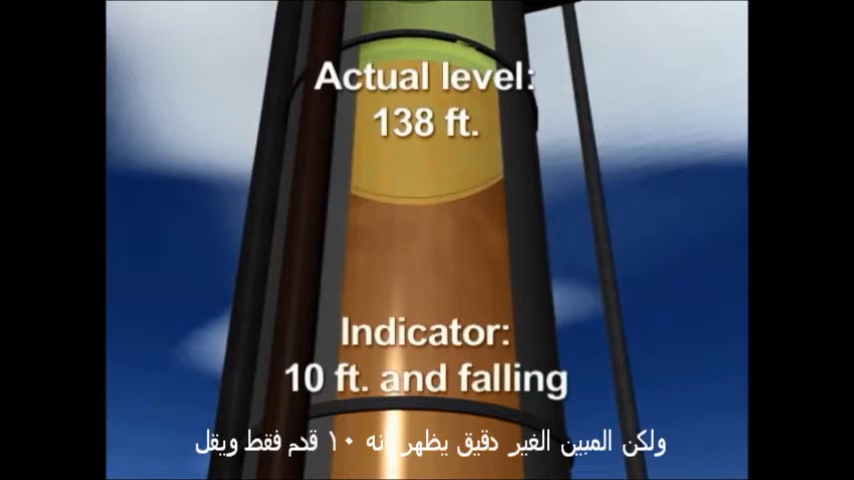 Actual level:
138 ft.
Indicator:
10 ft. and falling
ولكن المبين الغير دقيق يظهر انه ١٠ قدم فقط ويقل